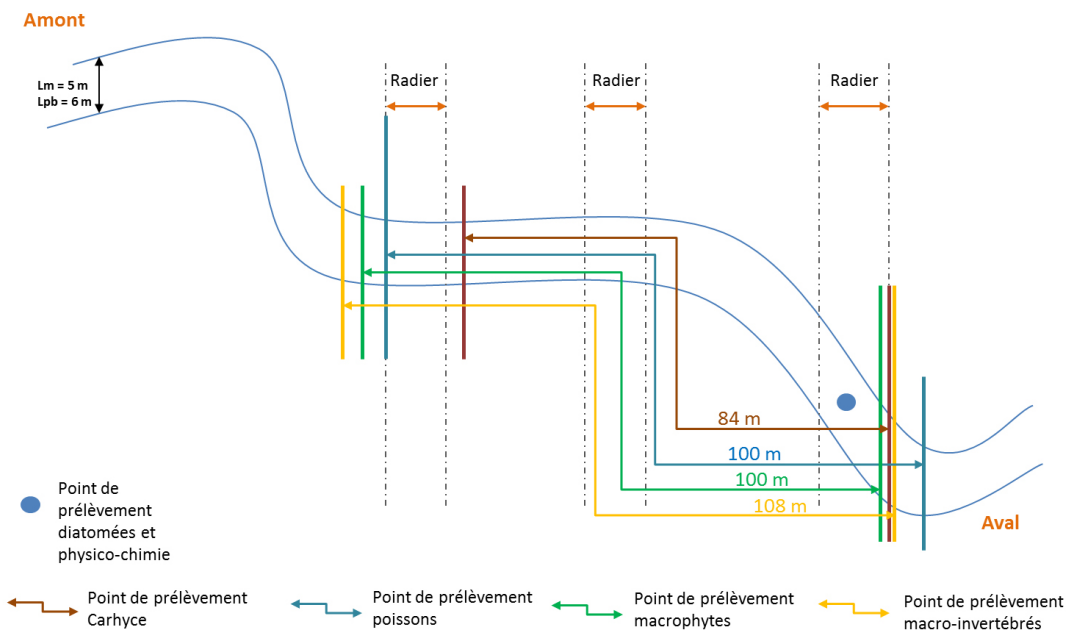 Amont
Lm = 5 m
Lpb = 6 m
Radier
Radier
Radier
84 m
100 m
100 m
108 m
Aval
Point de
prélèvement
diatomées et
physico-chimie
Point de prélèvement
Carhyce
Point de prélèvement
poissons
Point de prélèvement
macrophytes
Point de prélèvement
macro-invertébrés